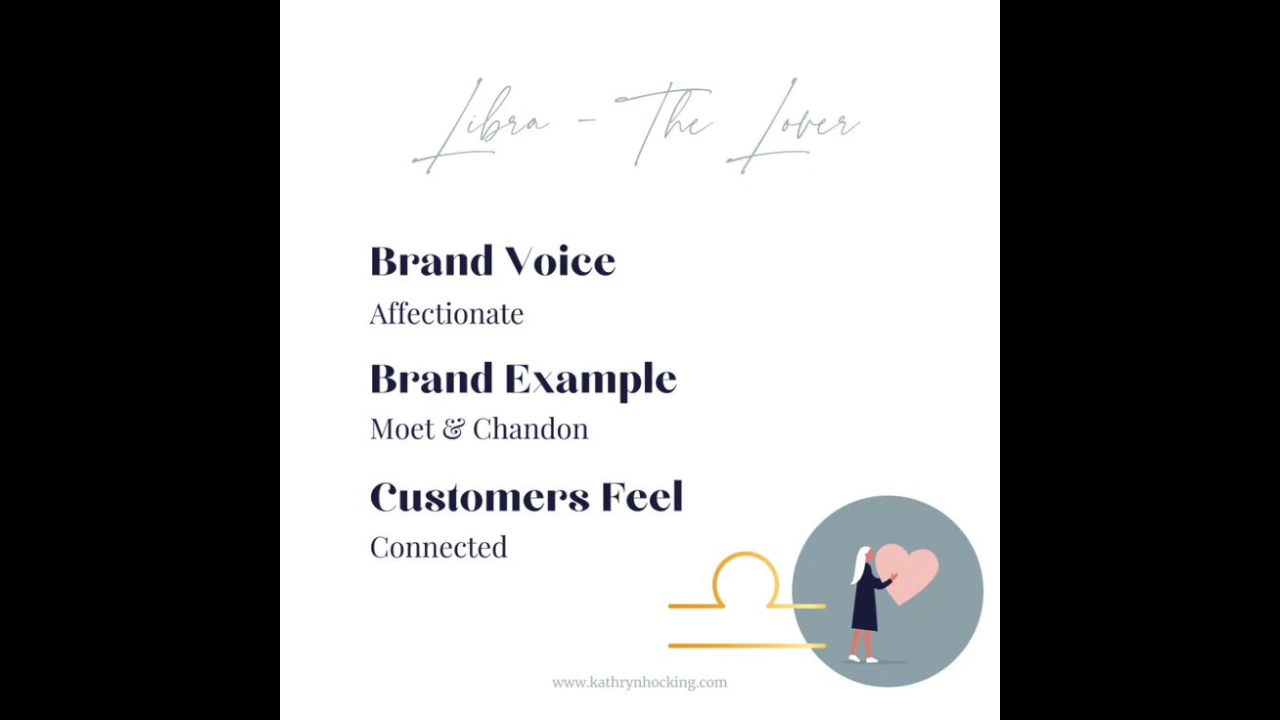 Libra - The Lover
Brand Voice
Affectionate
Brand Example
Moet & Chandon
Customers Feel
Connected
www.kathrynhocking.com